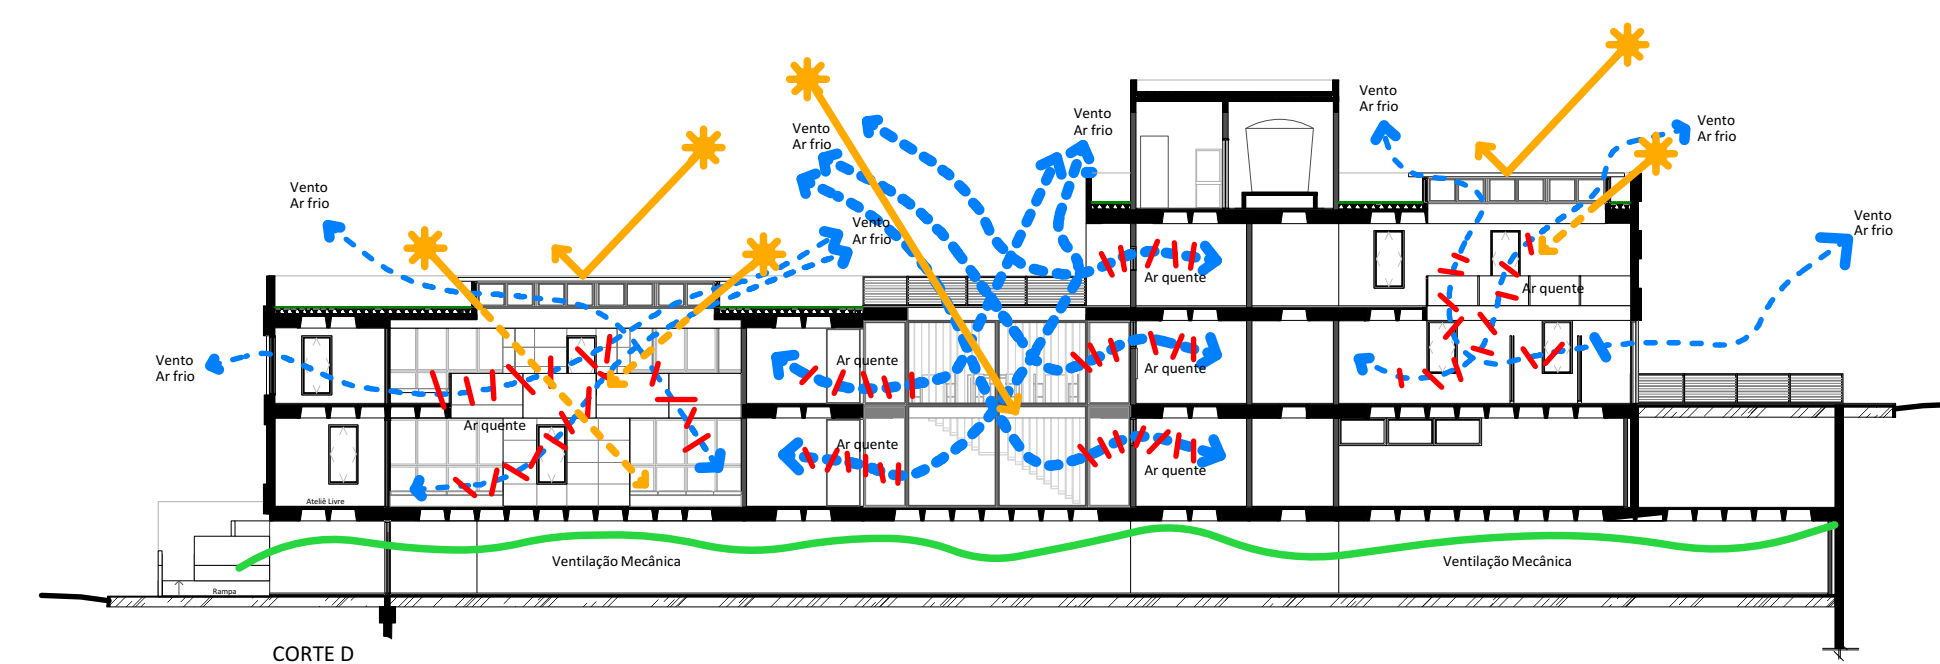 Vento
Ar frio
Vento
Ar frio
Vento
Ar frio
Vento
Ar frio
Vento
Ar frio
Vento
Ar frio
Vento
Ar frio
Vento
Ar frio
Ar quente
Ar quente
Ar quente
Ar quente
Ar quente
Ar quente
Ar quente
Ateliê Livre
Ventilação Mecânica
Ventilação Mecânica
Rampa
CORTE D